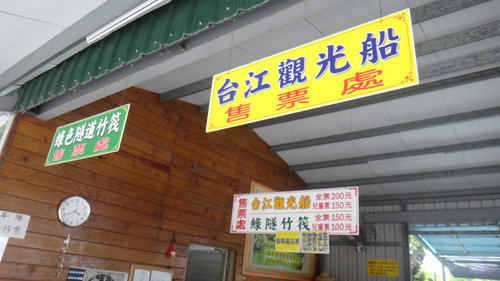 台江觀光船
售票處
綠色隧道竹筏
售票處
售票處
台江觀光船
全票200元
兒童票150元
綠隧竹筏
全票150元
兒童票150元